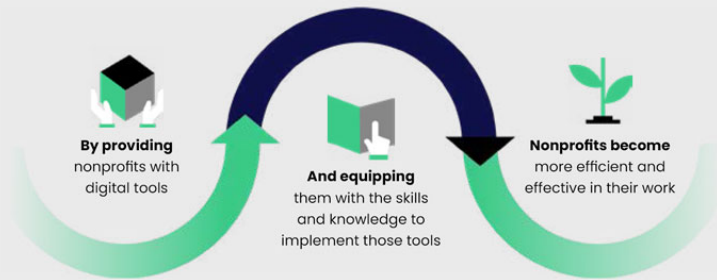 By providing
nonprofits with
digital tools
And equipping
them with the skills
and knowledge to
implement those tools
Nonprofits become
more efficient and
effective in their work